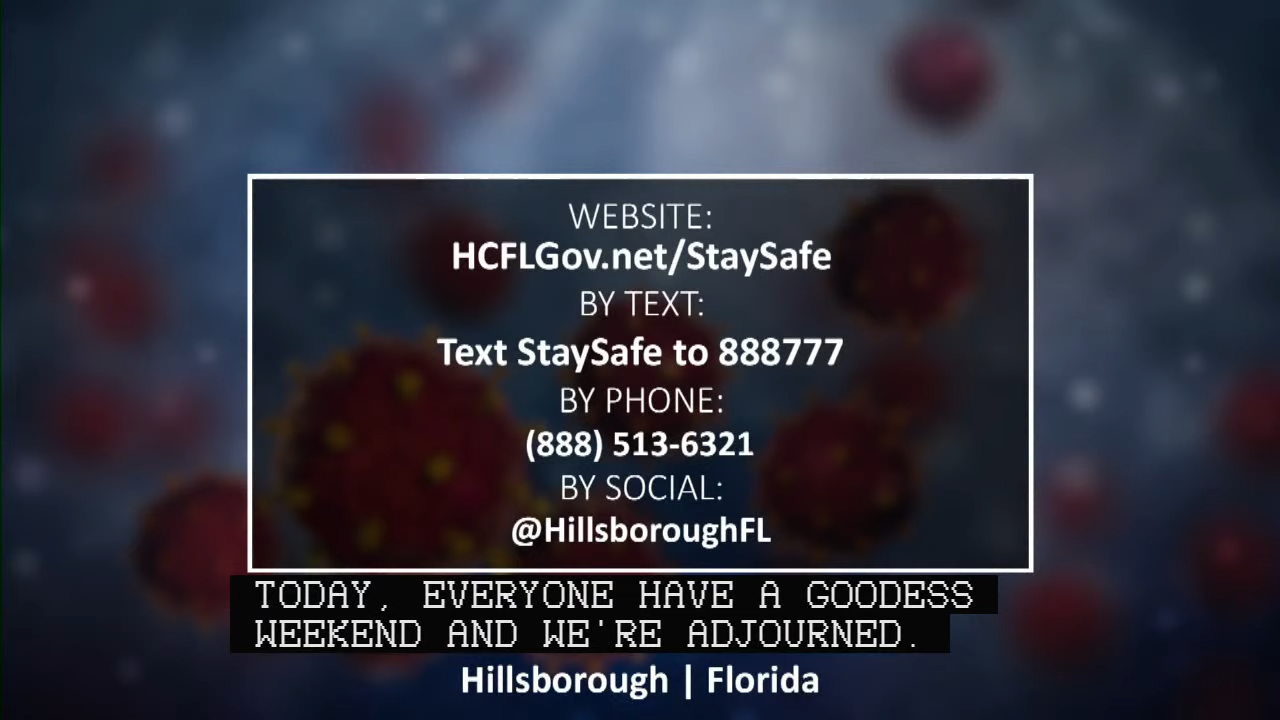 WEBSITE:
HCFLGov.net/StaySafe
BY TEXT:
Text StaySafe to 888777
BY PHONE:
(888) 513-6321
BY SOCIAL:
@HillsboroughFL
TODAY, EVERYONE HAVE A GOODESS
WEEKEND AND WE'RE ADJOURNED.
Hillsborough | Florida